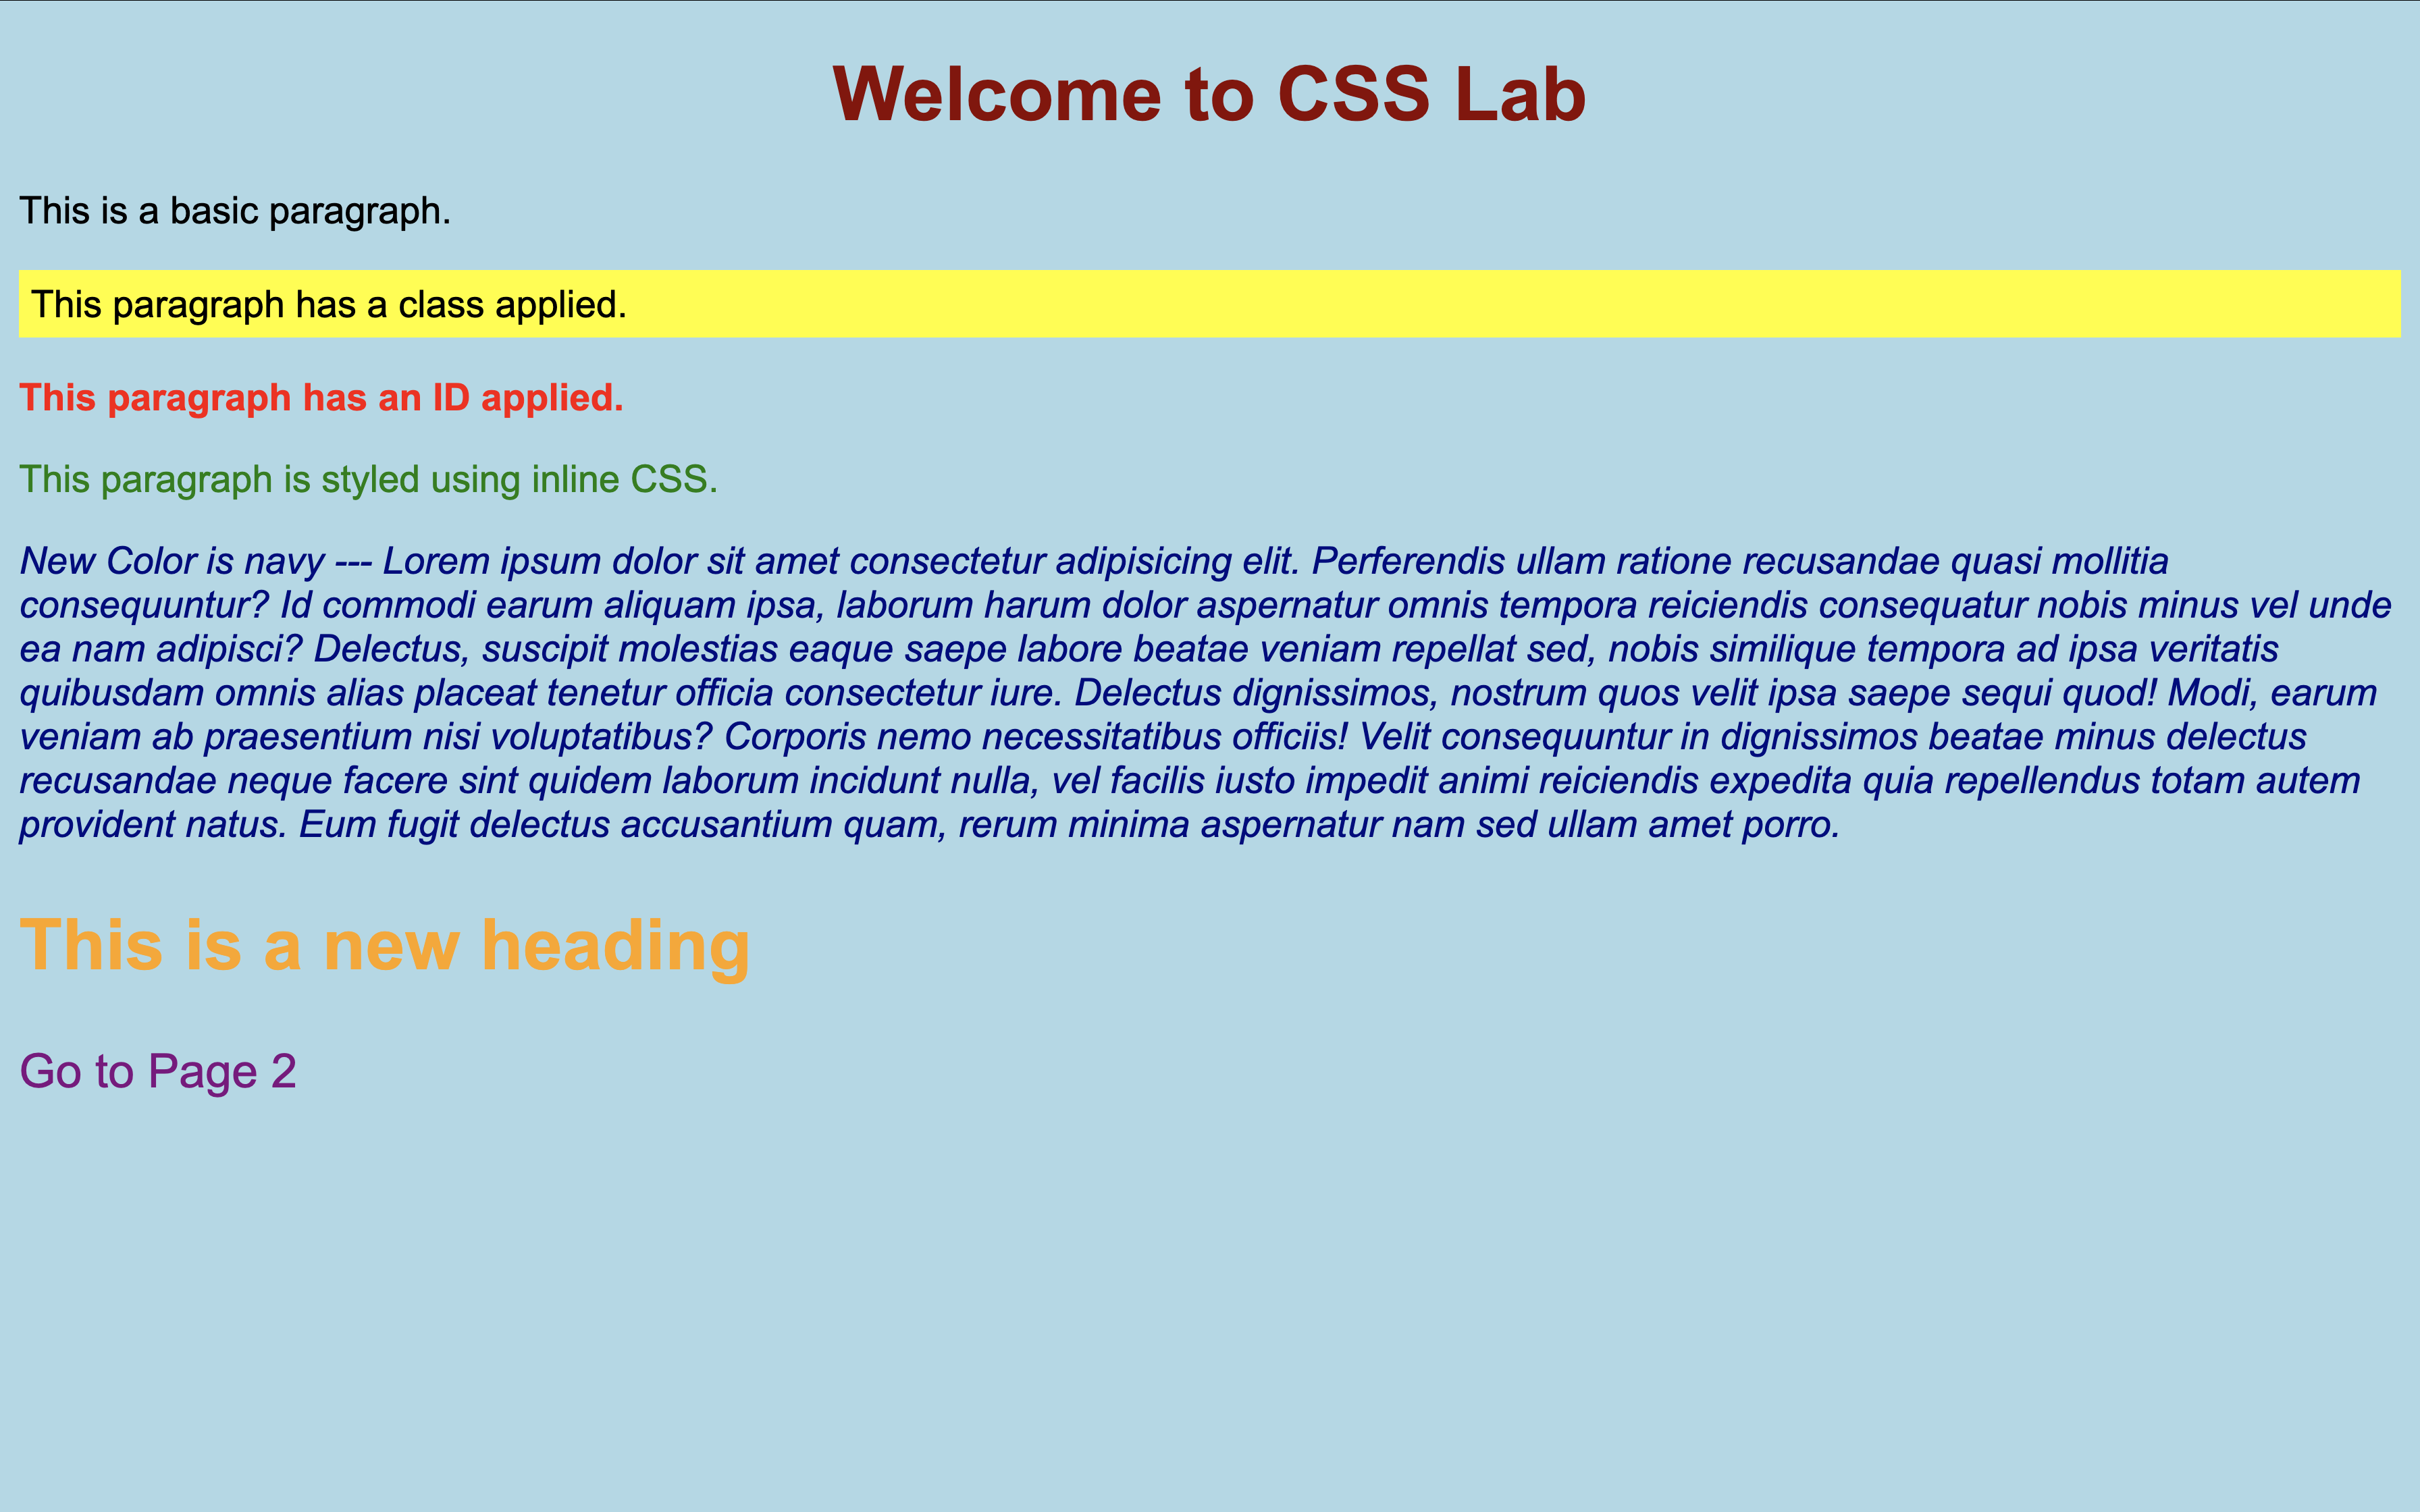 Welcome to CSS Lab
This is a basic paragraph.
This paragraph has a class applied.
This paragraph has an ID applied.
This paragraph is styled using inline CSS.
New Color is navy --- Lorem ipsum dolor sit amet consectetur adipisicing elit. Perferendis ullam ratione recusandae quasi mollitia
consequuntur? Id commodi earum aliquam ipsa, laborum harum dolor aspernatur omnis tempora reiciendis consequatur nobis minus vel unde
ea nam adipisci? Delectus, suscipit molestias eaque saepe labore beatae veniam repellat sed, nobis similique tempora ad ipsa veritatis
quibusdam omnis alias placeat tenetur officia consectetur iure. Delectus dignissimos, nostrum quos velit ipsa saepe sequi quod! Modi, earum
veniam ab praesentium nisi voluptatibus? Corporis nemo necessitatibus officiis! Velit consequuntur in dignissimos beatae minus delectus
recusandae neque facere sint quidem laborum incidunt nulla, vel facilis iusto impedit animi reiciendis expedita quia repellendus totam autem
provident natus. Eum fugit delectus accusantium quam, rerum minima aspernatur nam sed ullam amet porro.
This is a new heading
Go to Page 2